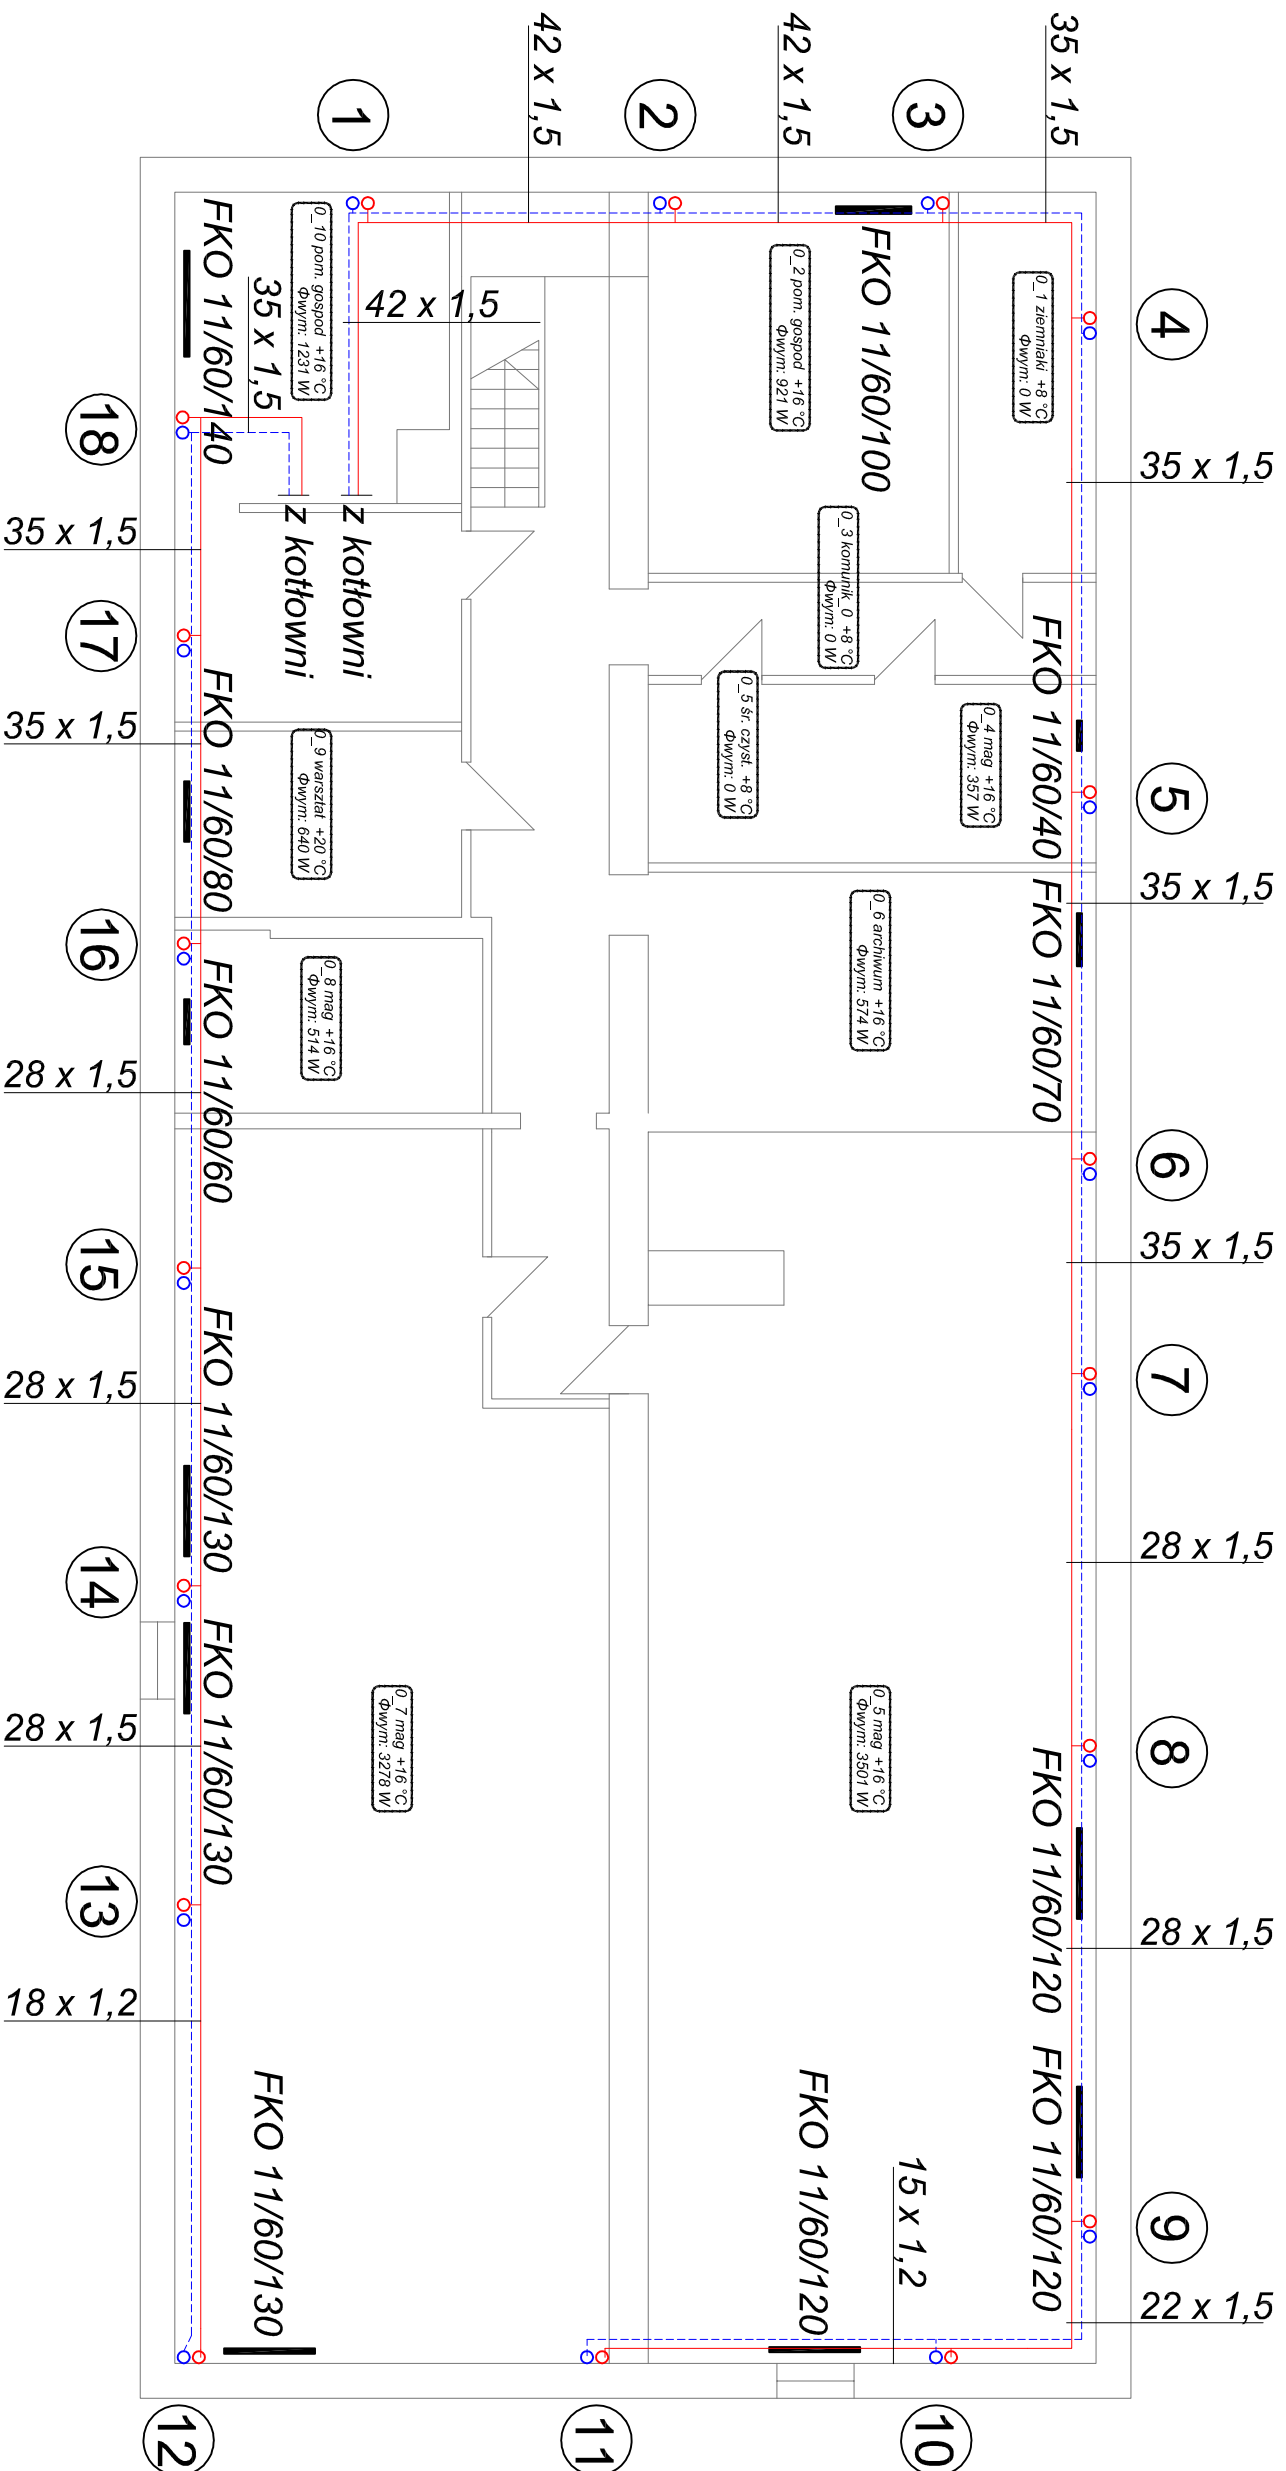 42 x 1,5
42 x 1,5
35 x 1,5
1
2
3
4
0_10 pom. gospod +16 °C
Φwym: 1231 W
0_2 pom. gospod +16 °C
Φwym: 921 W
0_1 ziemniaki +8 °C
Φwym: 0 W
FKO 11/60/140
35 x 1,5
42 x 1,5
FKO 11/60/100
18
35 x 1,5
z kotłowni
z kotłowni
35 x 1,5
0_3 komunik_0 +8 °C
Φwym: 0 W
17
FKO 11/60/80
35 x 1,5
FKO 11/60/40
0_5 śr. czyst. +8 °C
Φwym: 0 W
0_4 mag +16 °C
Φwym: 357 W
5
0_9 warsztat +20 °C
Φwym: 640 W
35 x 1,5
FKO 11/60/70
0_6 archiwum +16 °C
Φwym: 574 W
16
FKO 11/60/60
0_8 mag +16 °C
Φwym: 514 W
28 x 1,5
6
35 x 1,5
15
FKO 11/60/130
7
28 x 1,5
28 x 1,5
14
FKO 11/60/130
28 x 1,5
0_7 mag +16 °C
Φwym: 3278 W
0_5 mag +16 °C
Φwym: 3501 W
8
FKO 11/60/120
28 x 1,5
13
18 x 1,2
FKO 11/60/130
FKO 11/60/120
15 x 1,2
FKO 11/60/120
9
22 x 1,5
12
11
10